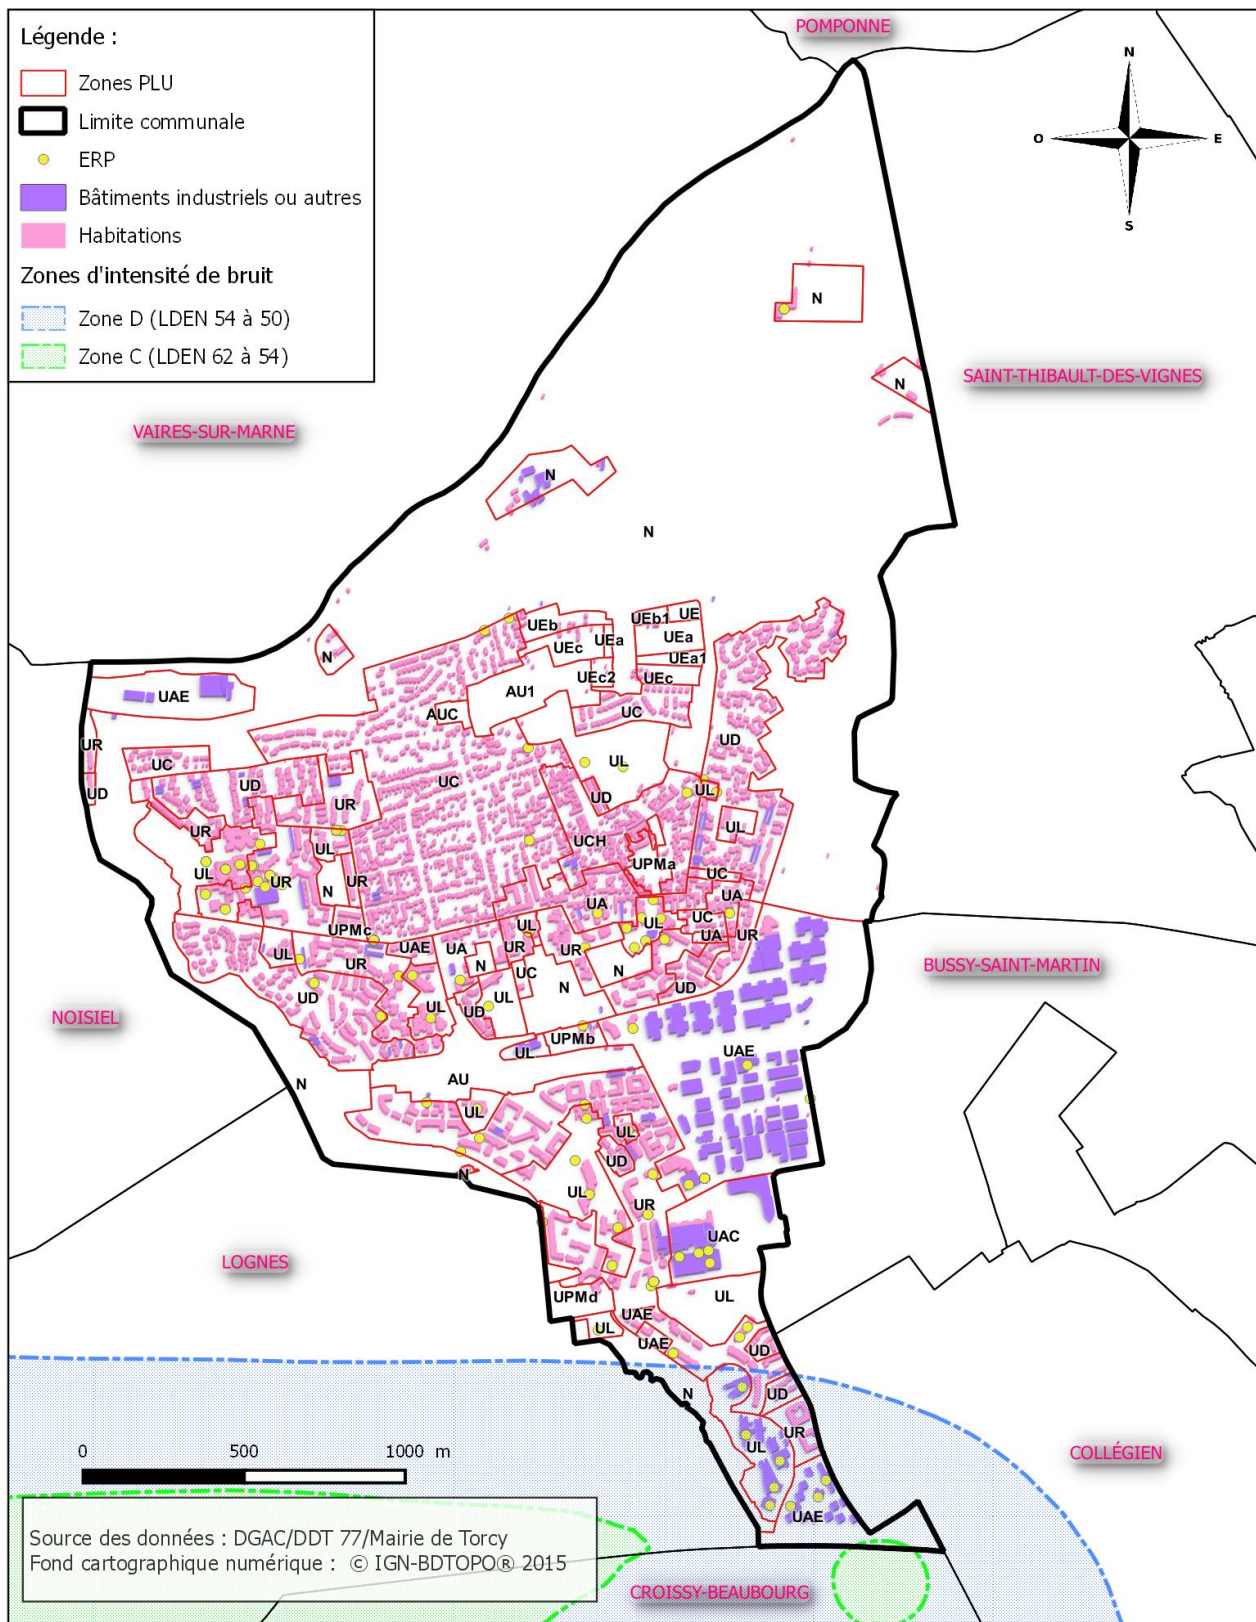 Légende :
Zones PLU
Limite communale
ERP
Bâtiments industriels ou autres
Habitations
Zones d'intensité de bruit
Zone D (LDEN 54 à 50)
Zone C (LDEN 62 à 54)
POMPONNE
N
O
E
S
N
SAINT-THIBAULT-DES-VIGNES
N
VAIRES-SUR-MARNE
N
N
UEb1
UE
UEb
UEa
UEa
UEc
N
UEa1
UEc2
UEc
AU1
UAE
AUC
UC
UR
UD
UL
UC
UC
UD
UD
UL
UD
UR
UR
UL
UCH
UL
UPMa
UL
UR
UR
N
UC
UA
UA
UC
UL
UL
UPMc
UA
UR
UAE
UA
UR
UR
UL
UR
N
UC
N
UD
UL
N
UD
UL
UD
BUSSY-SAINT-MARTIN
NOISIEL
UPMb
UL
UAE
AU
N
UL
UL
UD
N
UL
UR
UAC
LOGNES
UPMd
UL
UAE
UL
UAE
UD
N
UD
UR
UL
COLLÉGIEN
UAE
0 500 1000 m
Source des données : DGAC/DDT 77/Mairie de Torcy
Fond cartographique numérique : © IGN-BDTOPO® 2015
CROISSY-BEAUBOURG